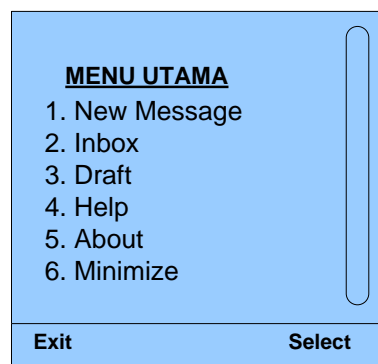 MENU UTAMA
1. New Message
2. Inbox
3. Draft
4. Help
5. About
6. Minimize
Exit Select